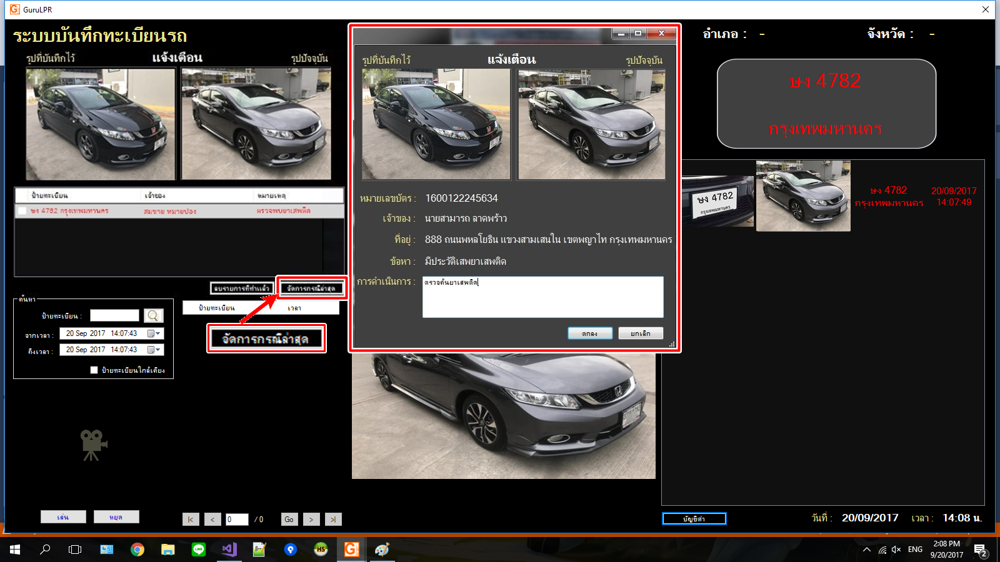 GuruLPR
ระบบบันทึกทะเบียนรถ
รูปที่บันทึกไว้ แจ้งเตือน รูปปัจจุบัน
ป้ายทะเบียน เจ้าของ หมายเหตุ
ษง 4782 กรุงเทพมหานคร สมชาย หมายปอง ตรวจพบยาเสพติด
ลบรายการที่ทำแล้ว จัดการกรณีล่าสุด
ป้ายทะเบียน เวลา
จัดการกรณีล่าสุด
ค้นหา
ป้ายทะเบียน :
จากเวลา : 20 Sep 2017 14:07:43
ถึงเวลา : 20 Sep 2017 14:07:43
ป้ายทะเบียนใกล้เคียง
เล่น หยุด
|< < 0 / 0 Go > >|
รูปที่บันทึกไว้ แจ้งเตือน รูปปัจจุบัน
หมายเลขบัตร : 1600122245634
เจ้าของ : นายสามารถ ลาดพร้าว
ที่อยู่ : 888 ถนนพหลโยธิน แขวงสามเสนใน เขตพญาไท กรุงเทพมหานคร
ข้อหา : มีประวัติเสพยาเสพติด
การดำเนินการ : ตรวจค้นยาเสพติด
ตกลง ยกเลิก
อำเภอ : - จังหวัด : -
ษง 4782
กรุงเทพมหานคร
ษง 4782
กรุงเทพมหานคร
ษง 4782 20/09/2017
กรุงเทพมหานคร 14:07:49
บัญชีดำ วันที่ : 20/09/2017 เวลา : 14:08 น.
ENG
2:08 PM
9/20/2017
2